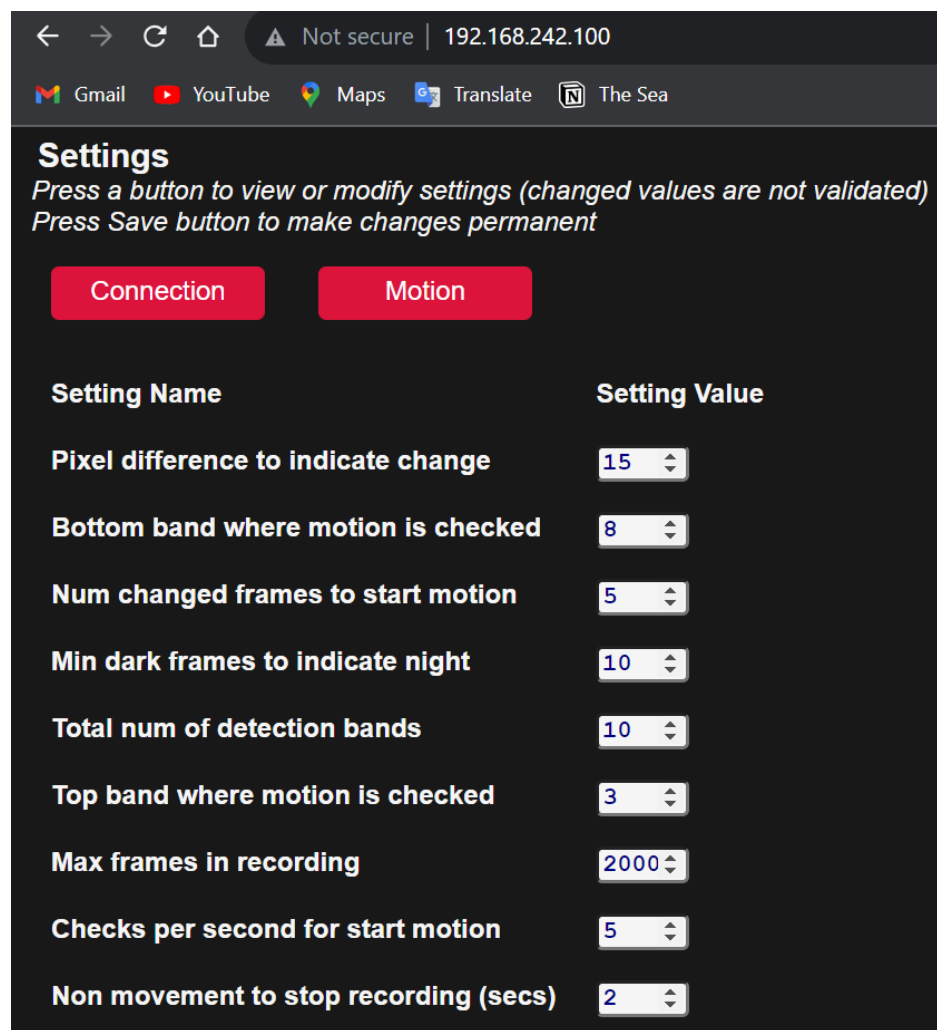 Not secure | 192.168.242.100
Gmail YouTube Maps Translate The Sea
Settings
Press a button to view or modify settings (changed values are not validated)
Press Save button to make changes permanent
Connection Motion
Setting Name Setting Value
Pixel difference to indicate change 15
Bottom band where motion is checked 8
Num changed frames to start motion 5
Min dark frames to indicate night 10
Total num of detection bands 10
Top band where motion is checked 3
Max frames in recording 2000
Checks per second for start motion 5
Non movement to stop recording (secs) 2